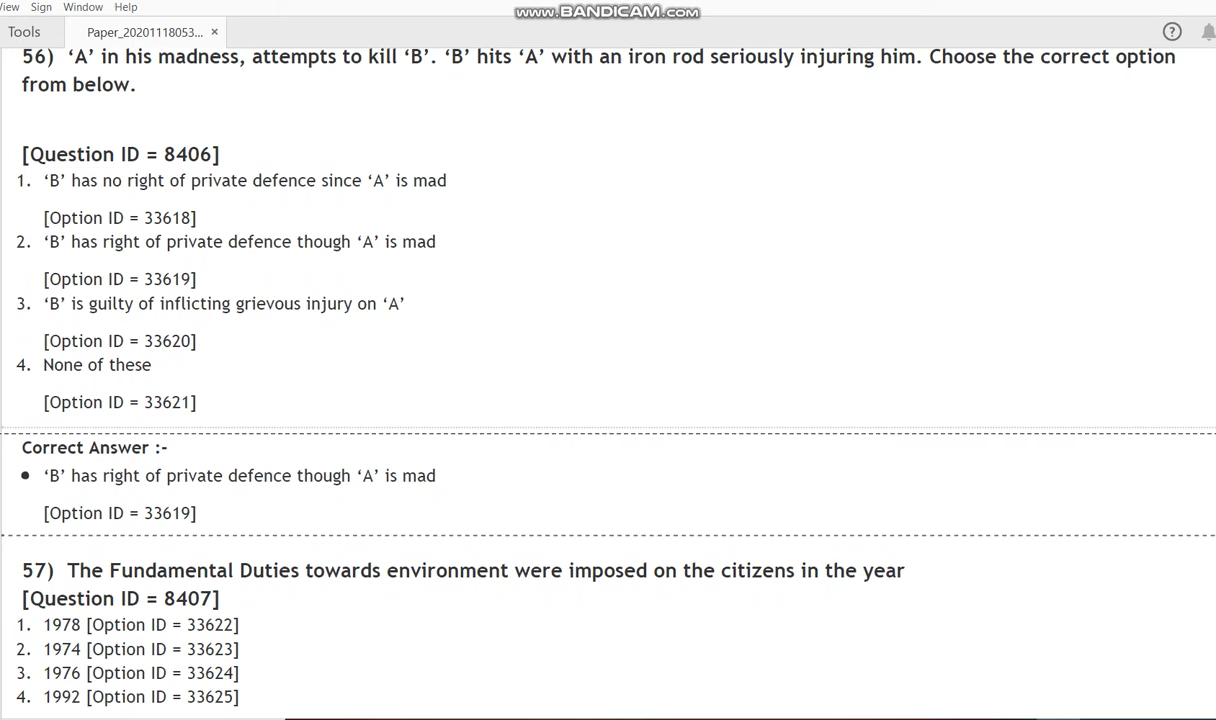 View Sign Window Help
www.BANDICAM.com
Tools
Paper_20201118053... ×
?
56) ‘A’ in his madness, attempts to kill ‘B’. ‘B’ hits ‘A’ with an iron rod seriously injuring him. Choose the correct option
from below.
[Question ID = 8406]
1. ‘B’ has no right of private defence since ‘A’ is mad
[Option ID = 33618]
2. ‘B’ has right of private defence though ‘A’ is mad
[Option ID = 33619]
3. ‘B’ is guilty of inflicting grievous injury on ‘A’
[Option ID = 33620]
4. None of these
[Option ID = 33621]
Correct Answer :-
• ‘B’ has right of private defence though ‘A’ is mad
[Option ID = 33619]
57) The Fundamental Duties towards environment were imposed on the citizens in the year
[Question ID = 8407]
1. 1978 [Option ID = 33622]
2. 1974 [Option ID = 33623]
3. 1976 [Option ID = 33624]
4. 1992 [Option ID = 33625]